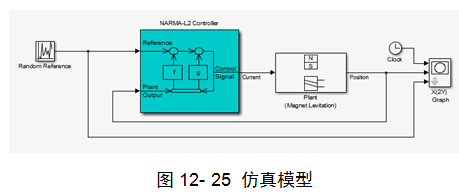 NARMA-L2 Controller
Reference
Random Reference
f
g
Control
Signal
Plant
Output
Current
N
S
Plant
(Magnet Levitation)
Position
Clock
X(2Y)
Graph
图 12- 25 仿真模型